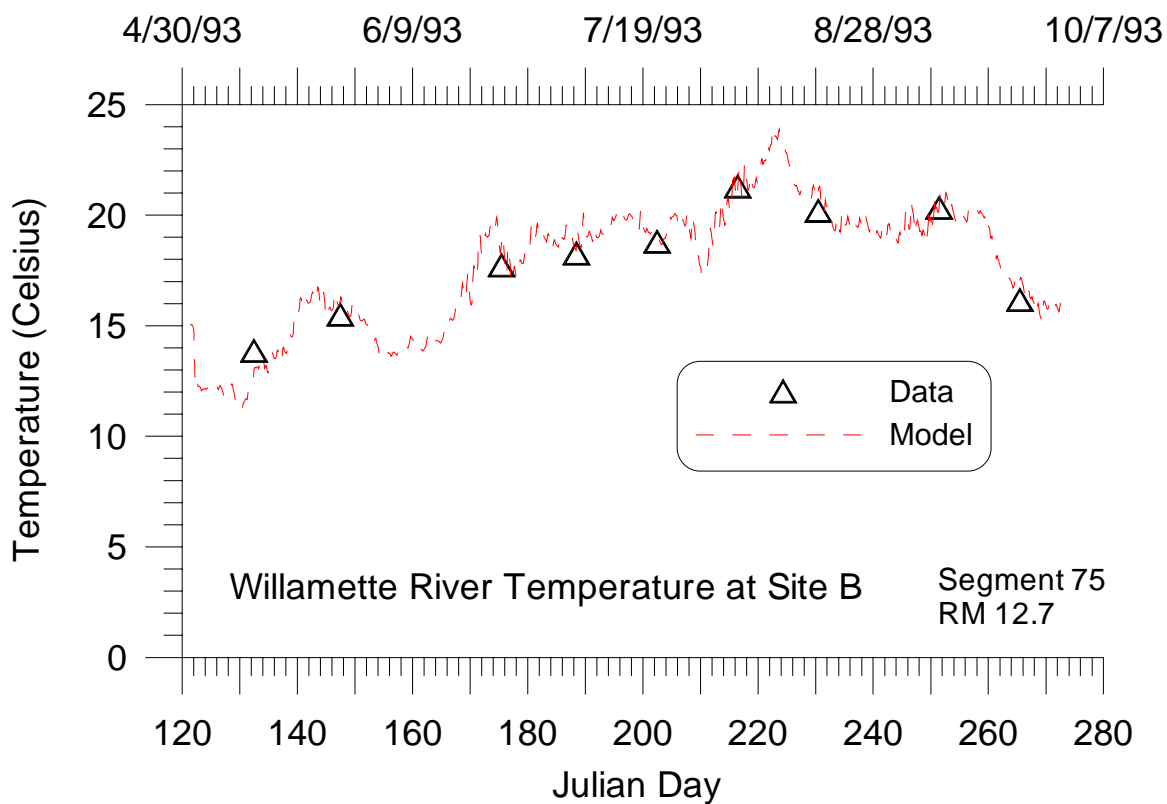 4/30/93 6/9/93 7/19/93 8/28/93 10/7/93
25
20
15
10
5
0
Temperature (Celsius)
Data
Model
Willamette River Temperature at Site B
Segment 75
RM 12.7
120 140 160 180 200 220 240 260 280
Julian Day